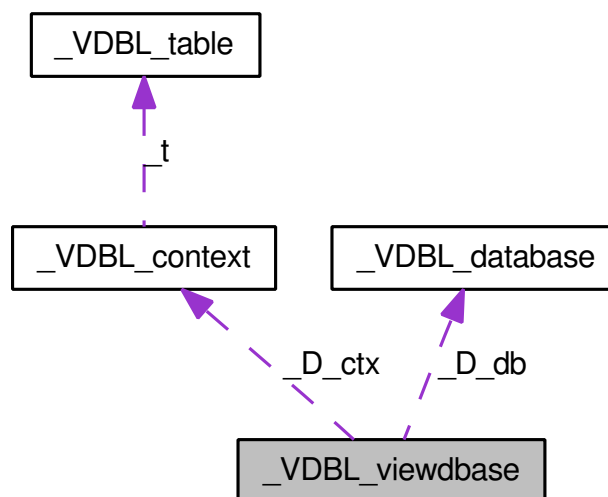 _VDBL_table
_t
_VDBL_context
_VDBL_database
_D_ctx
_D_db
_VDBL_viewdbase